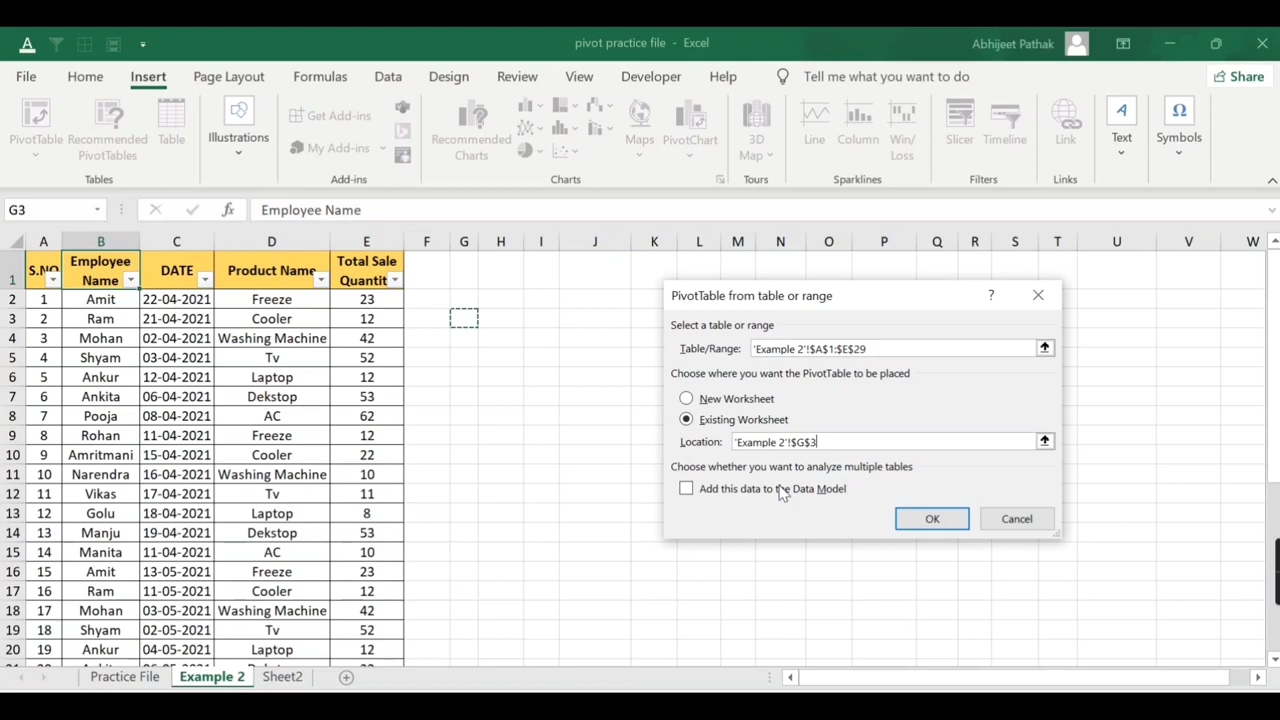 A
pivot practice file - Excel
Abhijeet Pathak
File Home Insert Page Layout Formulas Data Design Review View Developer Help Tell me what you want to do Share
PivotTable
Recommended
PivotTables
Table
Illustrations
Get Add-ins
My Add-ins
Recommended
Charts
Maps
PivotChart
3D
Map
Line
Column
Win/
Loss
Slicer
Timeline
Link
Text
Symbols
Tables Add-ins Charts Tours Sparklines Filters Links
G3 fx Employee Name
A B C D E F G H I J K L M N O P Q R S T U V W
1 S.NO Employee Name DATE Product Name Total Sale Quantit
2 1 Amit 22-04-2021 Freeze 23
3 2 Ram 21-04-2021 Cooler 12
4 3 Mohan 02-04-2021 Washing Machine 42
5 4 Shyam 03-04-2021 Tv 52
6 5 Ankur 12-04-2021 Laptop 12
7 6 Ankita 06-04-2021 Dekstop 53
8 7 Pooja 08-04-2021 AC 62
9 8 Rohan 11-04-2021 Freeze 12
10 9 Amritmani 15-04-2021 Cooler 22
11 10 Narendra 16-04-2021 Washing Machine 10
12 11 Vikas 17-04-2021 Tv 11
13 12 Golu 18-04-2021 Laptop 8
14 13 Manju 19-04-2021 Dekstop 53
15 14 Manita 11-04-2021 AC 10
16 15 Amit 13-05-2021 Freeze 23
17 16 Ram 11-05-2021 Cooler 12
18 17 Mohan 03-05-2021 Washing Machine 42
19 18 Shyam 02-05-2021 Tv 52
20 19 Ankur 04-05-2021 Laptop 12
PivotTable from table or range ?
Select a table or range
Table/Range: 'Example 2'!$A$1:$E$29
Choose where you want the PivotTable to be placed
New Worksheet
Existing Worksheet
Location: 'Example 2'!$G$3
Choose whether you want to analyze multiple tables
Add this data to the Data Model
OK Cancel
Practice File Example 2 Sheet2